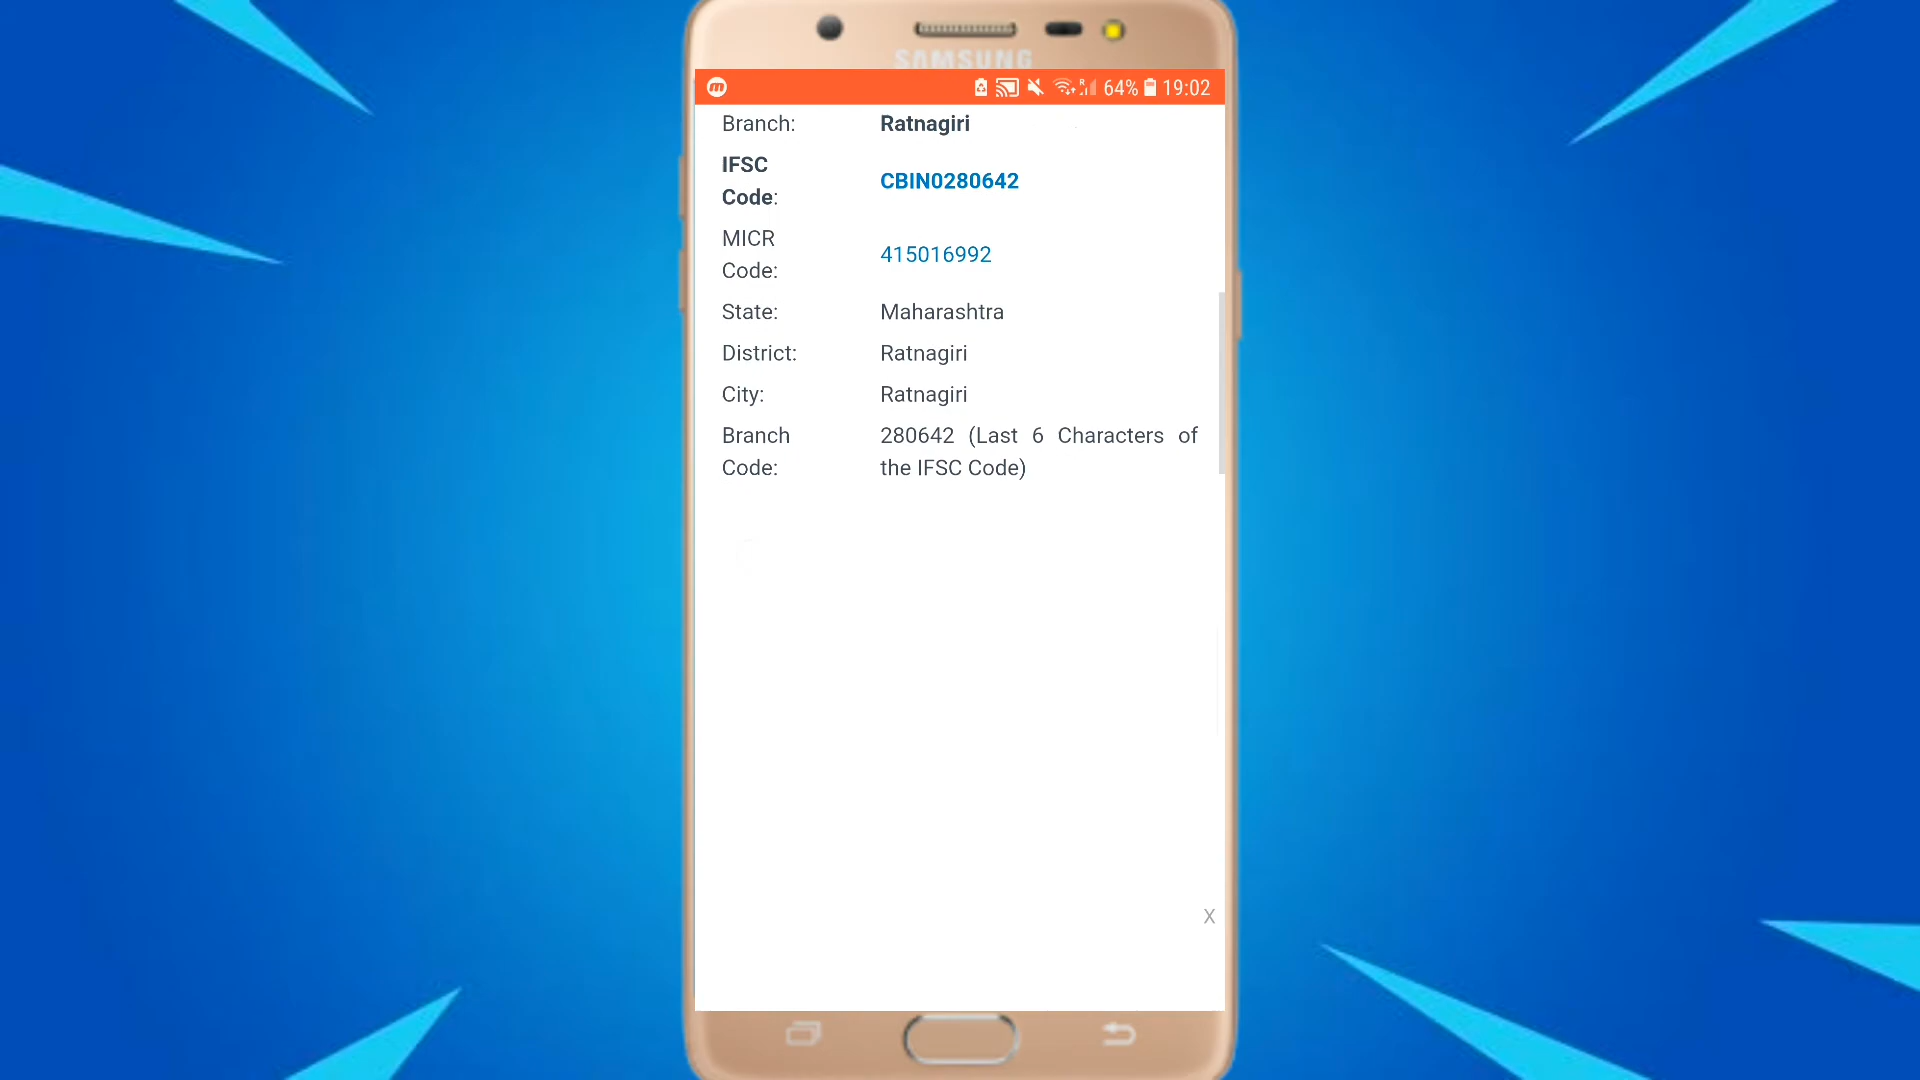 SAMSUNG
64% 19:02
Branch: Ratnagiri
IFSC
Code: CBIN0280642
MICR
Code: 415016992
State: Maharashtra
District: Ratnagiri
City: Ratnagiri
Branch 280642 (Last 6 Characters of
Code: the IFSC Code)
X